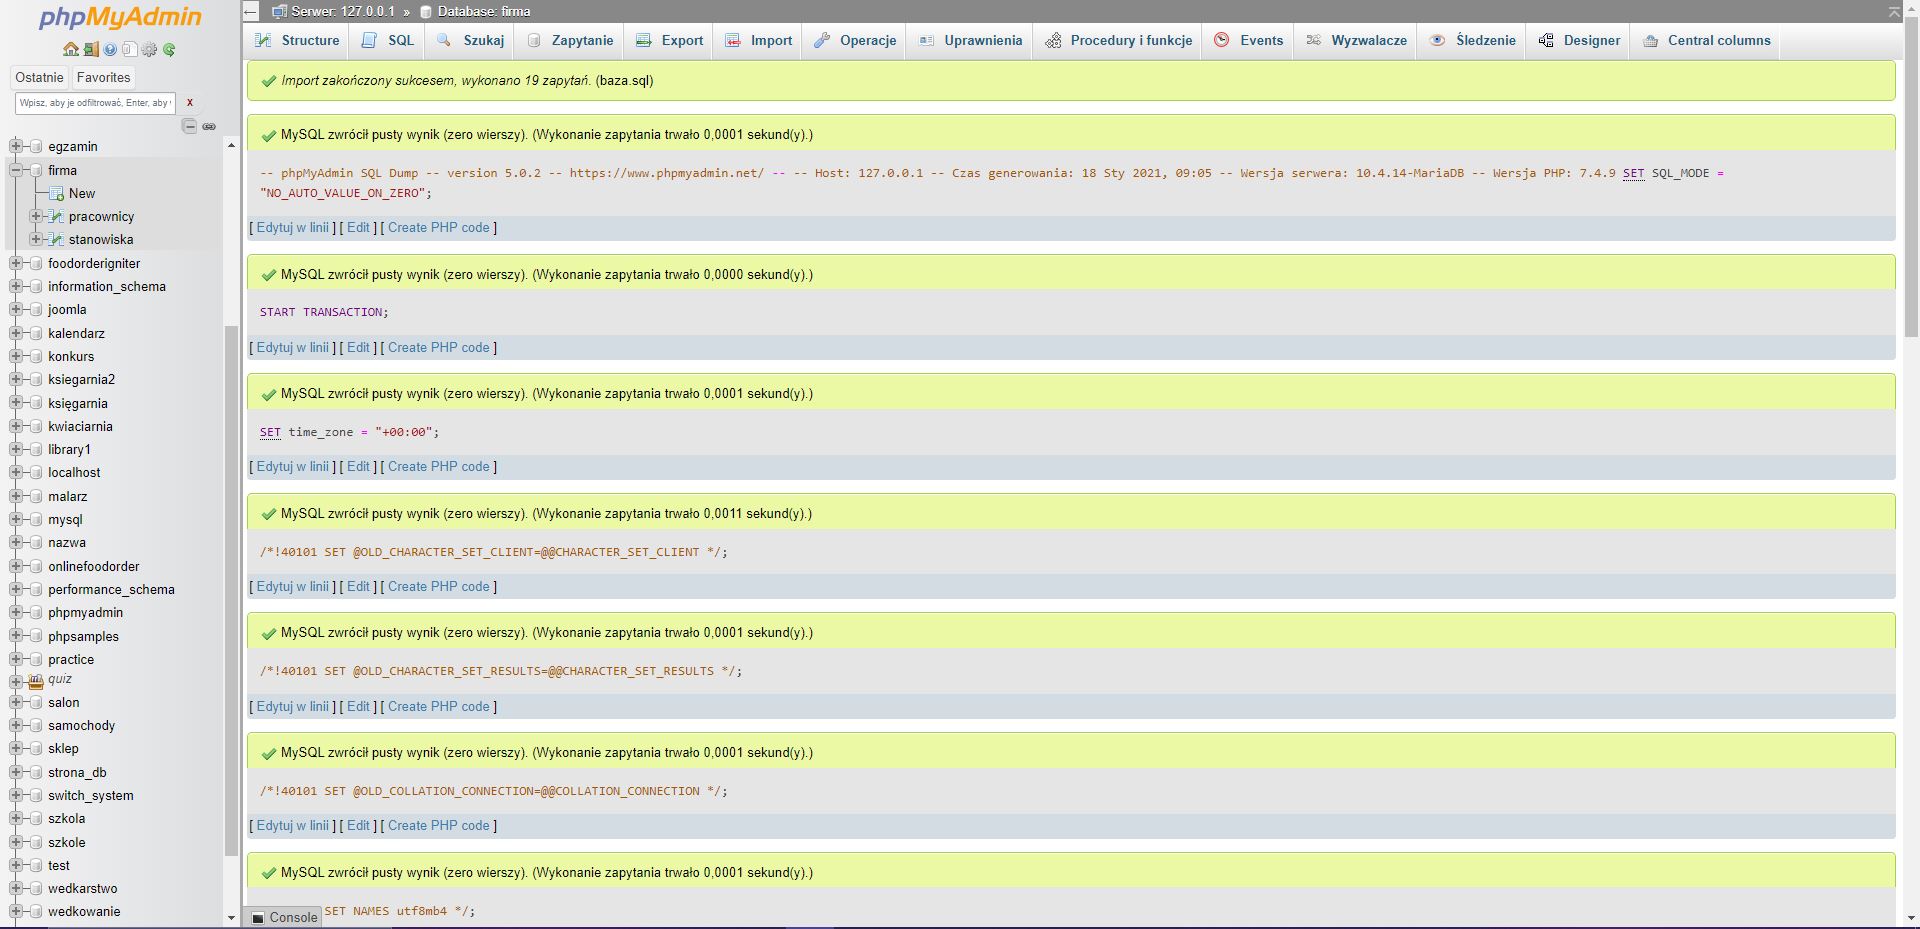 phpMyAdmin
Ostatnie Favorites
Wpisz, aby je odfiltrować, Enter, aby X
egzamin
firma
New
pracownicy
stanowiska
foodorderigniter
information_schema
joomla
kalendarz
konkurs
ksiegarnia2
księgarnia
kwiaciarnia
library1
localhost
malarz
mysql
nazwa
onlinefoodorder
performance_schema
phpmyadmin
phpsamples
practice
quiz
salon
samochody
sklep
strona_db
switch_system
szkola
szkole
test
wedkarstwo
wedkowanie
Serwer: 127.0.0.1 » Database: firma
Structure SQL Szukaj Zapytanie Export Import Operacje Uprawnienia Procedury i funkcje Events Wyzwalacze Śledzenie Designer Central columns
Import zakończony sukcesem, wykonano 19 zapytań. (baza.sql)
MySQL zwrócił pusty wynik (zero wierszy). (Wykonanie zapytania trwało 0,0001 sekund(y).)
-- phpMyAdmin SQL Dump -- version 5.0.2 -- https://www.phpmyadmin.net/ -- -- Host: 127.0.0.1 -- Czas generowania: 18 Sty 2021, 09:05 -- Wersja serwera: 10.4.14-MariaDB -- Wersja PHP: 7.4.9 SET SQL_MODE =
"NO_AUTO_VALUE_ON_ZERO";
[ Edytuj w linii ] [ Edit ] [ Create PHP code ]
MySQL zwrócił pusty wynik (zero wierszy). (Wykonanie zapytania trwało 0,0000 sekund(y).)
START TRANSACTION;
[ Edytuj w linii ] [ Edit ] [ Create PHP code ]
MySQL zwrócił pusty wynik (zero wierszy). (Wykonanie zapytania trwało 0,0001 sekund(y).)
SET time_zone = "+00:00";
[ Edytuj w linii ] [ Edit ] [ Create PHP code ]
MySQL zwrócił pusty wynik (zero wierszy). (Wykonanie zapytania trwało 0,0011 sekund(y).)
/*!40101 SET @OLD_CHARACTER_SET_CLIENT=@@CHARACTER_SET_CLIENT */;
[ Edytuj w linii ] [ Edit ] [ Create PHP code ]
MySQL zwrócił pusty wynik (zero wierszy). (Wykonanie zapytania trwało 0,0001 sekund(y).)
/*!40101 SET @OLD_CHARACTER_SET_RESULTS=@@CHARACTER_SET_RESULTS */;
[ Edytuj w linii ] [ Edit ] [ Create PHP code ]
MySQL zwrócił pusty wynik (zero wierszy). (Wykonanie zapytania trwało 0,0001 sekund(y).)
/*!40101 SET @OLD_COLLATION_CONNECTION=@@COLLATION_CONNECTION */;
[ Edytuj w linii ] [ Edit ] [ Create PHP code ]
MySQL zwrócił pusty wynik (zero wierszy). (Wykonanie zapytania trwało 0,0001 sekund(y).)
SET NAMES utf8mb4 */;
Console